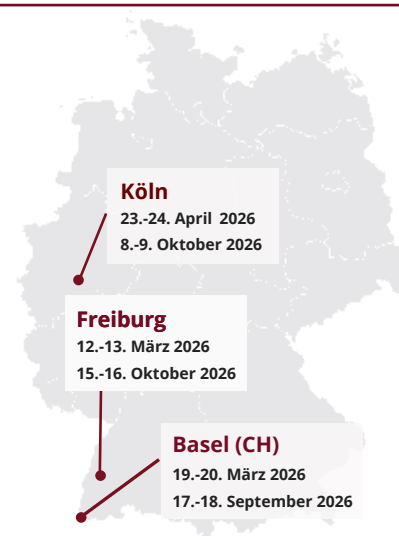 Köln
23.-24. April 2026
8.-9. Oktober 2026
Freiburg
12.-13. März 2026
15.-16. Oktober 2026
Basel (CH)
19.-20. März 2026
17.-18. September 2026